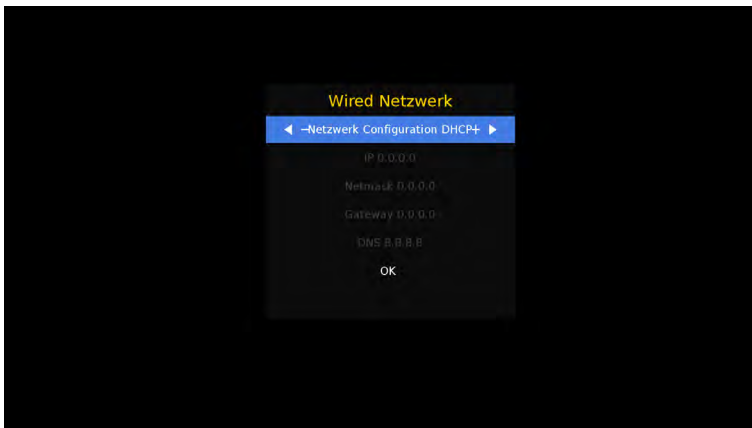 Wired Netzwerk
–Netzwerk Configuration DHCP+
IP 0.0.0.0
Netmask 0.0.0.0
Gateway 0.0.0.0
DNS 8.8.8.8
OK